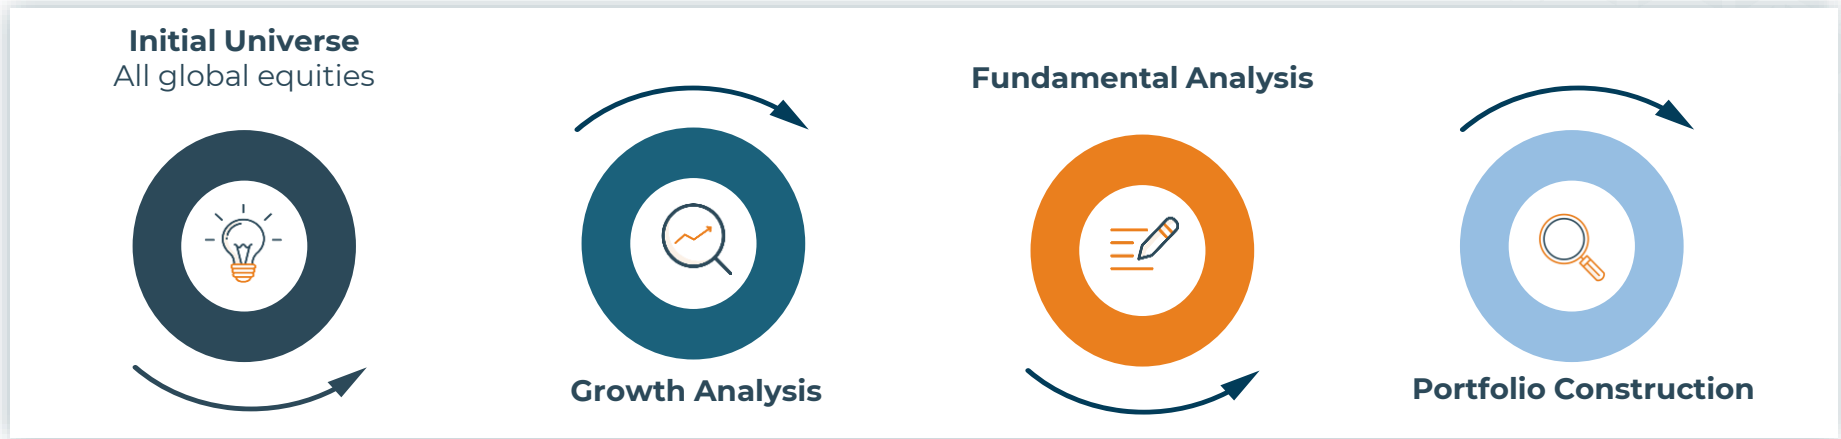 Initial Universe
All global equities
Growth Analysis
Fundamental Analysis
Portfolio Construction